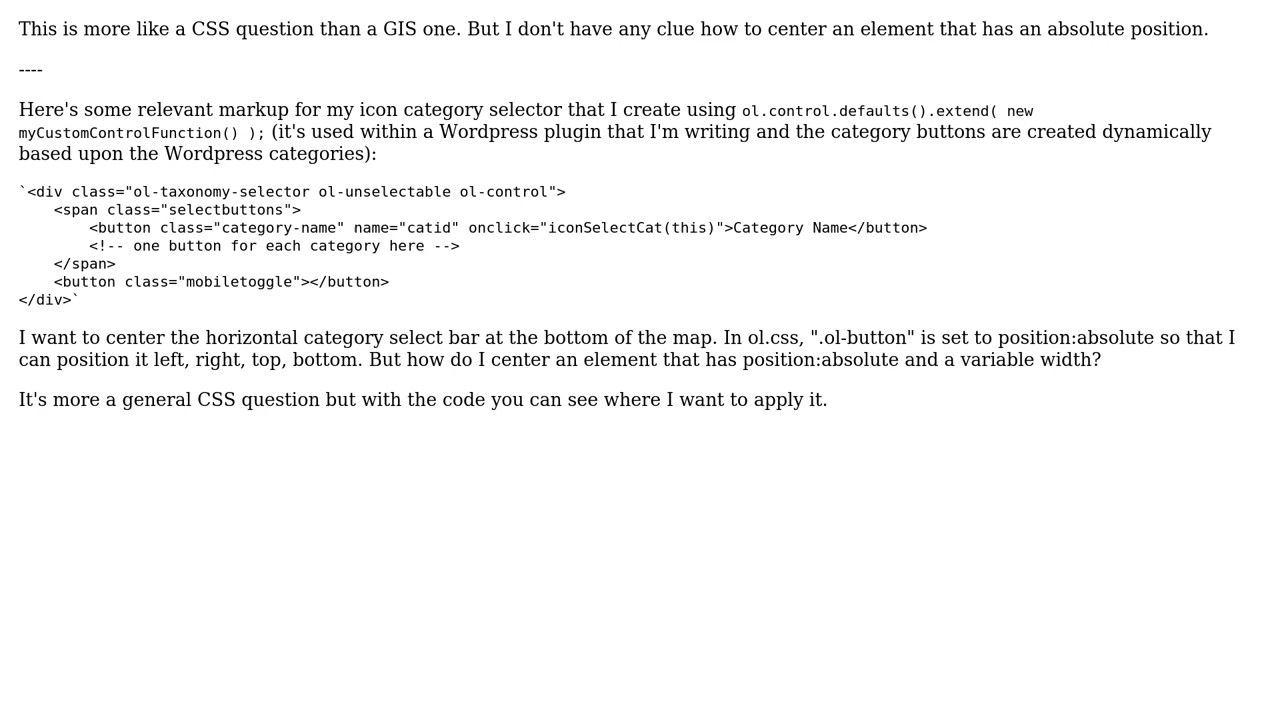 This is more like a CSS question than a GIS one. But I don't have any clue how to center an element that has an absolute position.
----
Here's some relevant markup for my icon category selector that I create using ol.control.defaults().extend( new
myCustomControlFunction() ); (it's used within a Wordpress plugin that I'm writing and the category buttons are created dynamically
based upon the Wordpress categories):
`<div class="ol-taxonomy-selector ol-unselectable ol-control">
    <span class="selectbuttons">
        <button class="category-name" name="catid" onclick="iconSelectCat(this)">Category Name</button>
        <!-- one button for each category here -->
    </span>
    <button class="mobiletoggle"></button>
</div>`
I want to center the horizontal category select bar at the bottom of the map. In ol.css, ".ol-button" is set to position:absolute so that I
can position it left, right, top, bottom. But how do I center an element that has position:absolute and a variable width?
It's more a general CSS question but with the code you can see where I want to apply it.